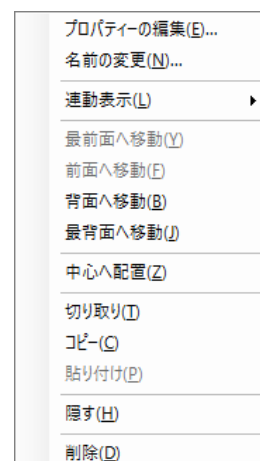 プロパティーの編集(E)...
名前の変更(N)...
連動表示(L)
最前面へ移動(Y)
前面へ移動(F)
背面へ移動(B)
最背面へ移動(J)
中心へ配置(Z)
切り取り(T)
コピー(C)
貼り付け(P)
隠す(H)
削除(D)